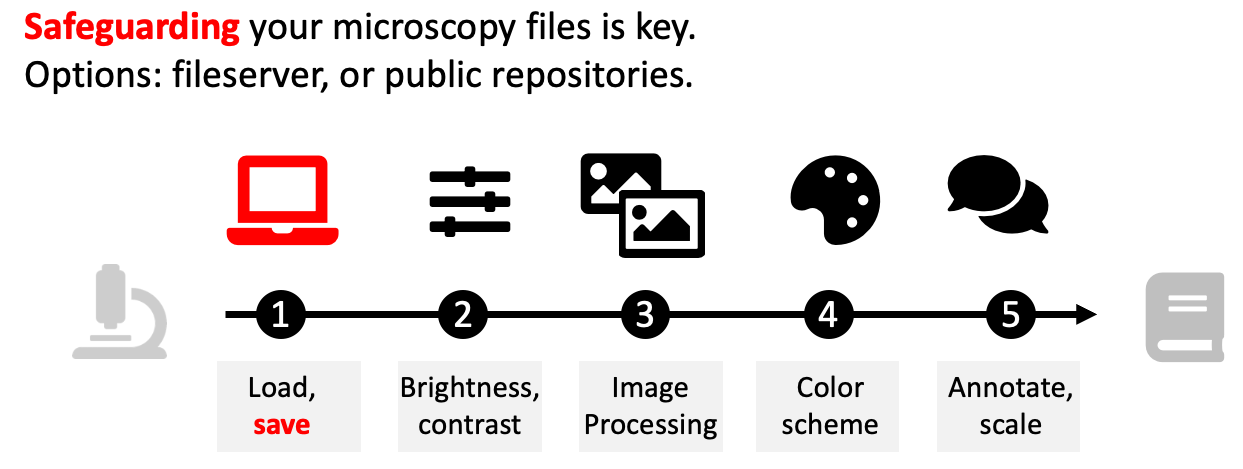 Safeguarding your microscopy files is key.
Options: fileserver, or public repositories.
1
2
3
4
5
Load,
save
Brightness,
contrast
Image
Processing
Color
scheme
Annotate,
scale